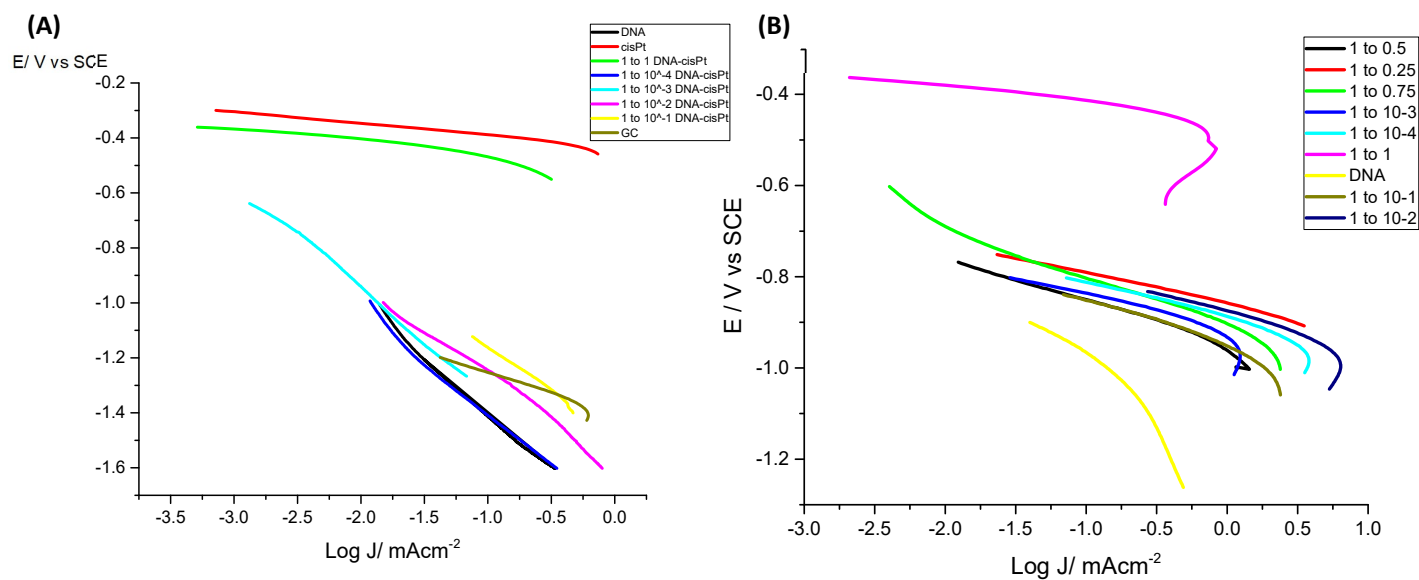 (A)
E/ V vs SCE
DNA
cisPt
1 to 1 DNA-cisPt
1 to 10^-4 DNA-cisPt
1 to 10^-3 DNA-cisPt
1 to 10^-2 DNA-cisPt
1 to 10^-1 DNA-cisPt
GC
-0.2
-0.4
-0.6
-0.8
-1.0
-1.2
-1.4
-1.6
-3.5 -3.0 -2.5 -2.0 -1.5 -1.0 -0.5 0.0
Log J/ mAcm-2
(B)
1 to 0.5
1 to 0.25
1 to 0.75
1 to 10-3
1 to 10-4
1 to 1
DNA
1 to 10-1
1 to 10-2
E / V vs SCE
-0.4
-0.6
-0.8
-1.0
-1.2
-3.0 -2.5 -2.0 -1.5 -1.0 -0.5 0.0 0.5 1.0
Log J/ mAcm-2